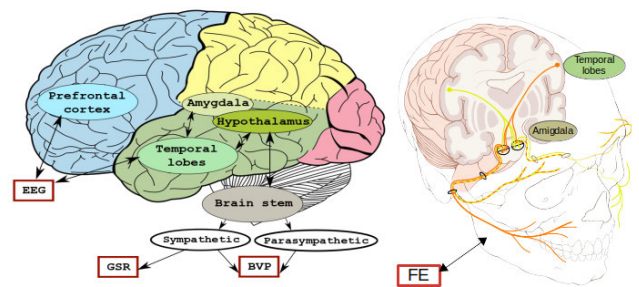 Prefrontal
cortex
Amygdala
Hypothalamus
Temporal
lobes
EEG
Brain stem
Sympathetic
Parasympathetic
GSR
BVP
Temporal
lobes
Amigdala
FE